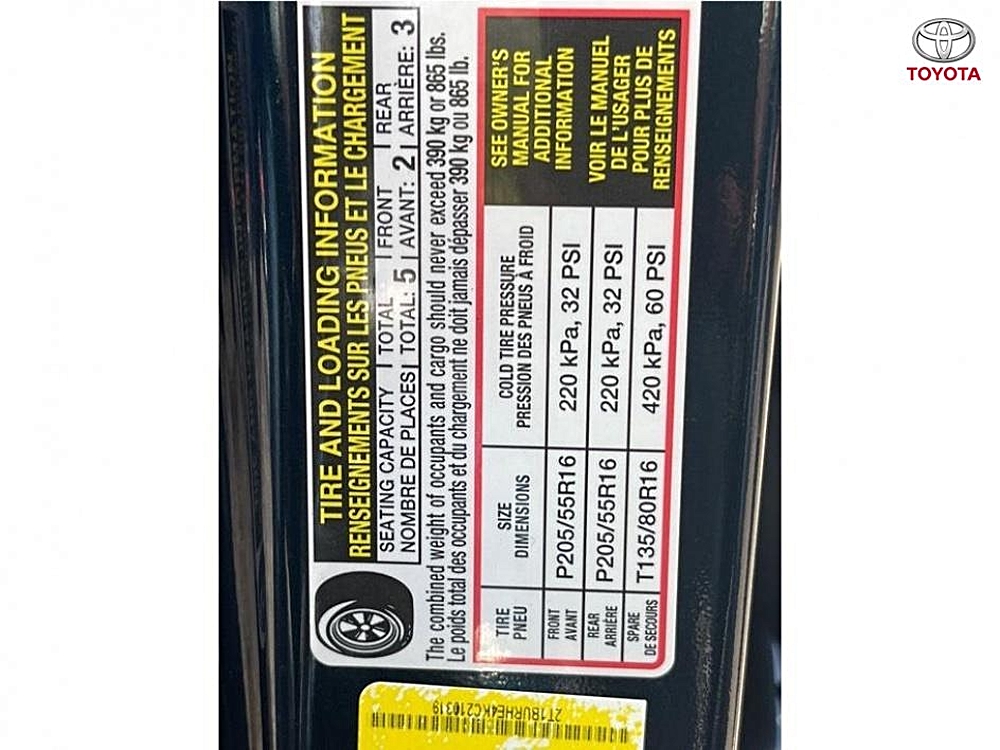 TOYOTA
TIRE AND LOADING INFORMATION
RENSEIGNEMENTS SUR LES PNEUS ET LE CHARGEMENT
SEATING CAPACITY | TOTAL | FRONT | REAR
NOMBRE DE PLACES | TOTAL: 5 | AVANT: 2 | ARRIÈRE: 3
The combined weight of occupants and cargo should never exceed 390 kg or 865 lbs.
Le poids total des occupants et du chargement ne doit jamais dépasser 390 kg ou 865 lb.
TIRE SIZE COLD TIRE PRESSURE
PNEU DIMENSIONS PRESSION DES PNEUS À FROID
FRONT
AVANT P205/55R16 220 kPa, 32 PSI
REAR
ARRIÈRE P205/55R16 220 kPa, 32 PSI
SPARE
DE SECOURS T135/80R16 420 kPa, 60 PSI
SEE OWNER'S
MANUAL FOR
ADDITIONAL
INFORMATION
VOIR LE MANUEL
DE L'USAGER
POUR PLUS DE
RENSEIGNEMENTS
2T1BURHE4KC210319